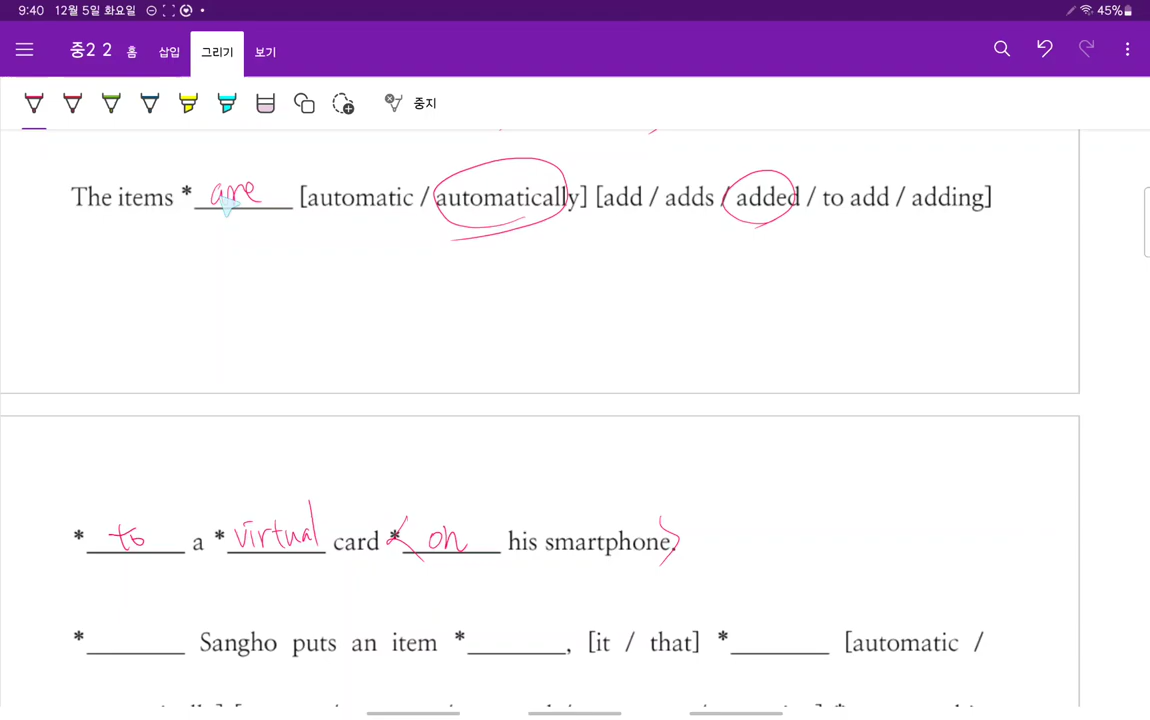 9:40 12월 5일 화요일 45%
중2 2 홈 삽입 그리기 보기
중지
The items * are [automatic / automatically] [add / adds / added / to add / adding]
* to a * virtual card <* on his smartphone.>
*________ Sangho puts an item *________, [it / that] *________ [automatic /